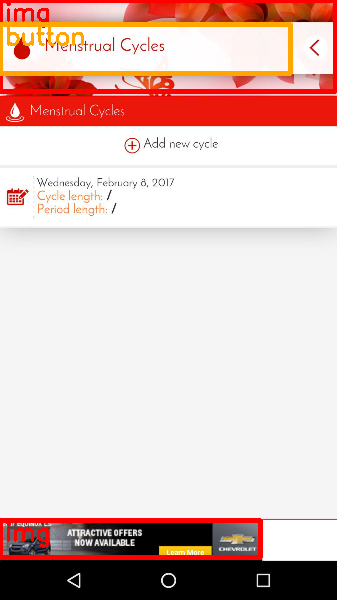 ima
button
Menstrual Cycles
Menstrual Cycles
Add new cycle
Wednesday, February 8, 2017
Cycle length: /
Period length: /
img
ATTRACTIVE OFFERS
NOW AVAILABLE
Learn More
CHEVROLET